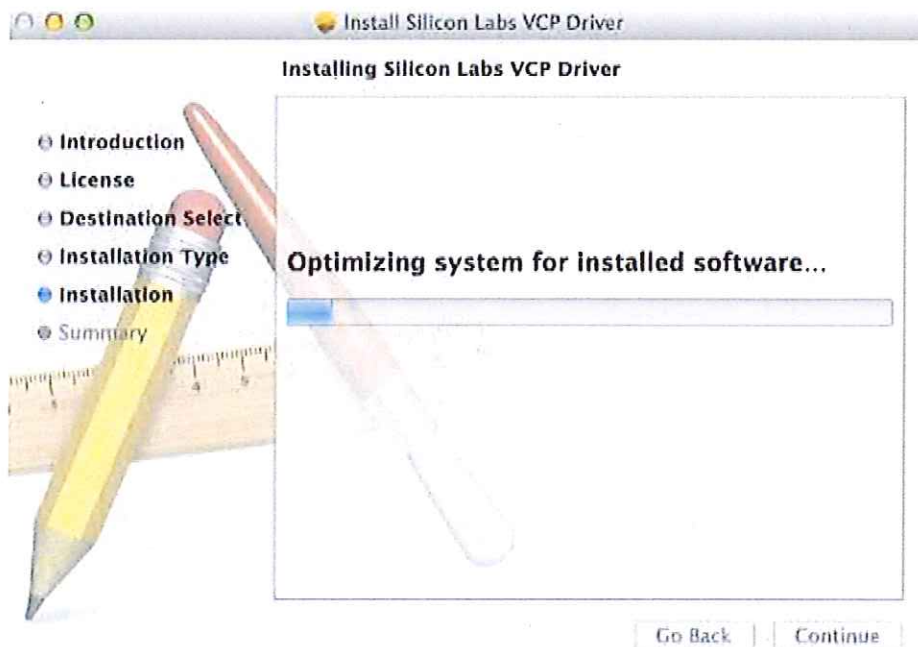 Install Silicon Labs VCP Driver
Installing Silicon Labs VCP Driver
Introduction
License
Destination Select
Installation Type
Installation
Summary
Optimizing system for installed software...
Go Back
Continue